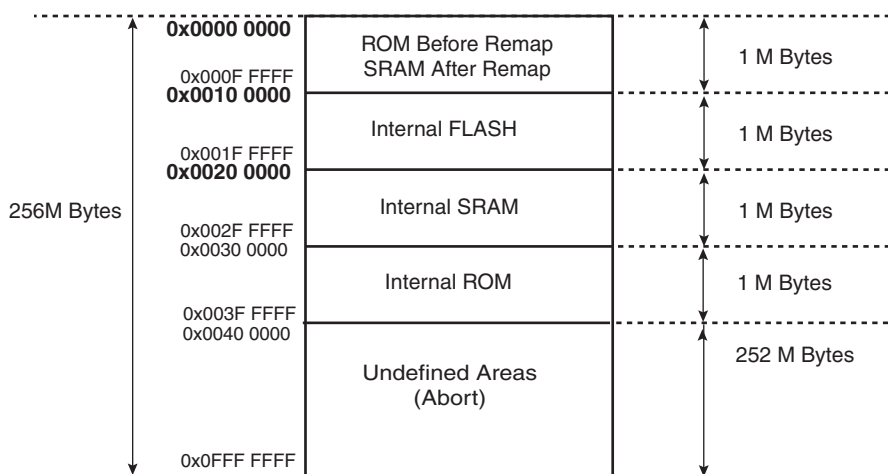 0x0000 0000
ROM Before Remap
SRAM After Remap
1 M Bytes
0x000F FFFF
0x0010 0000
Internal FLASH
1 M Bytes
0x001F FFFF
0x0020 0000
256M Bytes
Internal SRAM
1 M Bytes
0x002F FFFF
0x0030 0000
Internal ROM
1 M Bytes
0x003F FFFF
0x0040 0000
252 M Bytes
Undefined Areas
(Abort)
0x0FFF FFFF